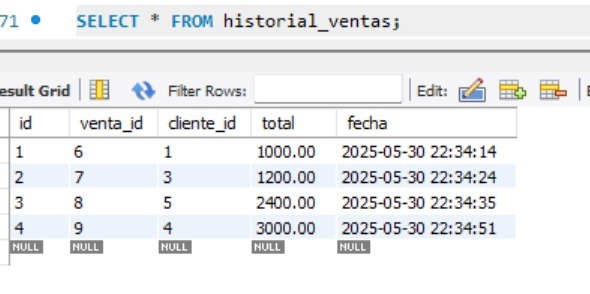 71 SELECT * FROM historial_ventas;
esult Grid Filter Rows: Edit:
id venta_id cliente_id total fecha
1 6 1 1000.00 2025-05-30 22:34:14
2 7 3 1200.00 2025-05-30 22:34:24
3 8 5 2400.00 2025-05-30 22:34:35
4 9 4 3000.00 2025-05-30 22:34:51
NULL NULL NULL NULL NULL